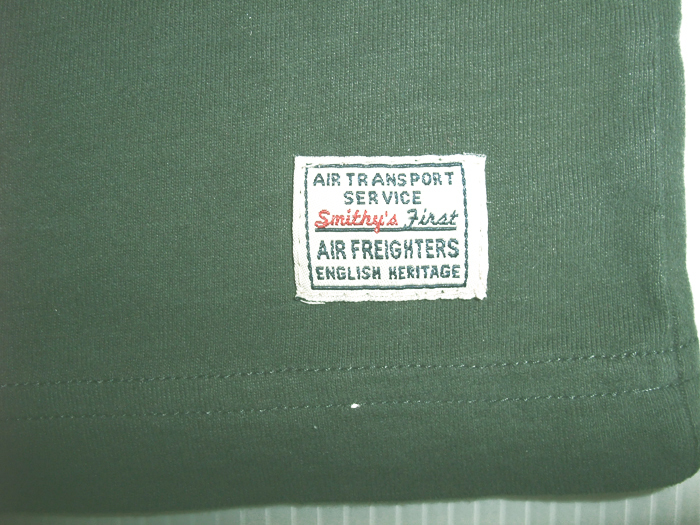 AIR TRANSPORT
SERVICE
Smithy's First
AIR FREIGHTERS
ENGLISH HERITAGE